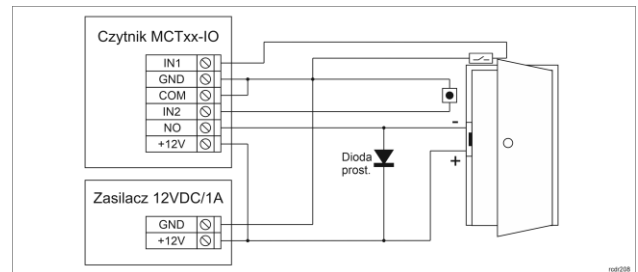 Czytnik MCTxx-IO
IN1
GND
COM
IN2
NO
+12V
-
+
Dioda
prost.
Zasilacz 12VDC/1A
GND
+12V
rodr208